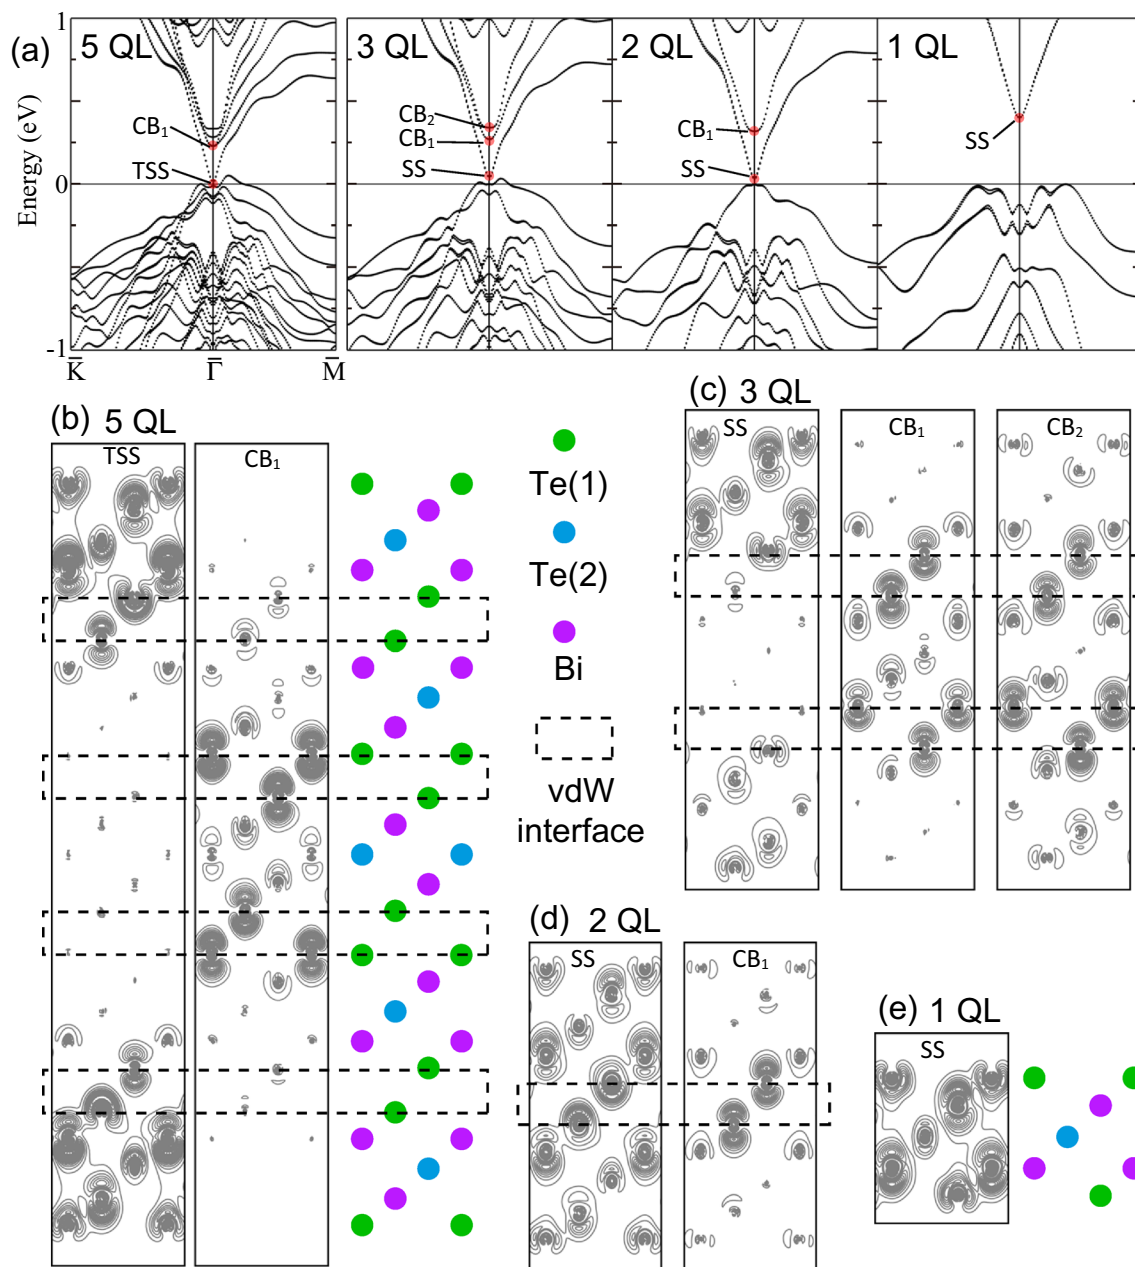 (a)
5 QL
3 QL
2 QL
1 QL
Energy (eV)
1
0
-1
CB₁
TSS
CB₂
CB₁
SS
CB₁
SS
SS
K̄
Γ̄
M̄
(b) 5 QL
TSS
CB₁
Te(1)
Te(2)
Bi
vdW
interface
(c) 3 QL
SS
CB₁
CB₂
(d) 2 QL
SS
CB₁
(e) 1 QL
SS